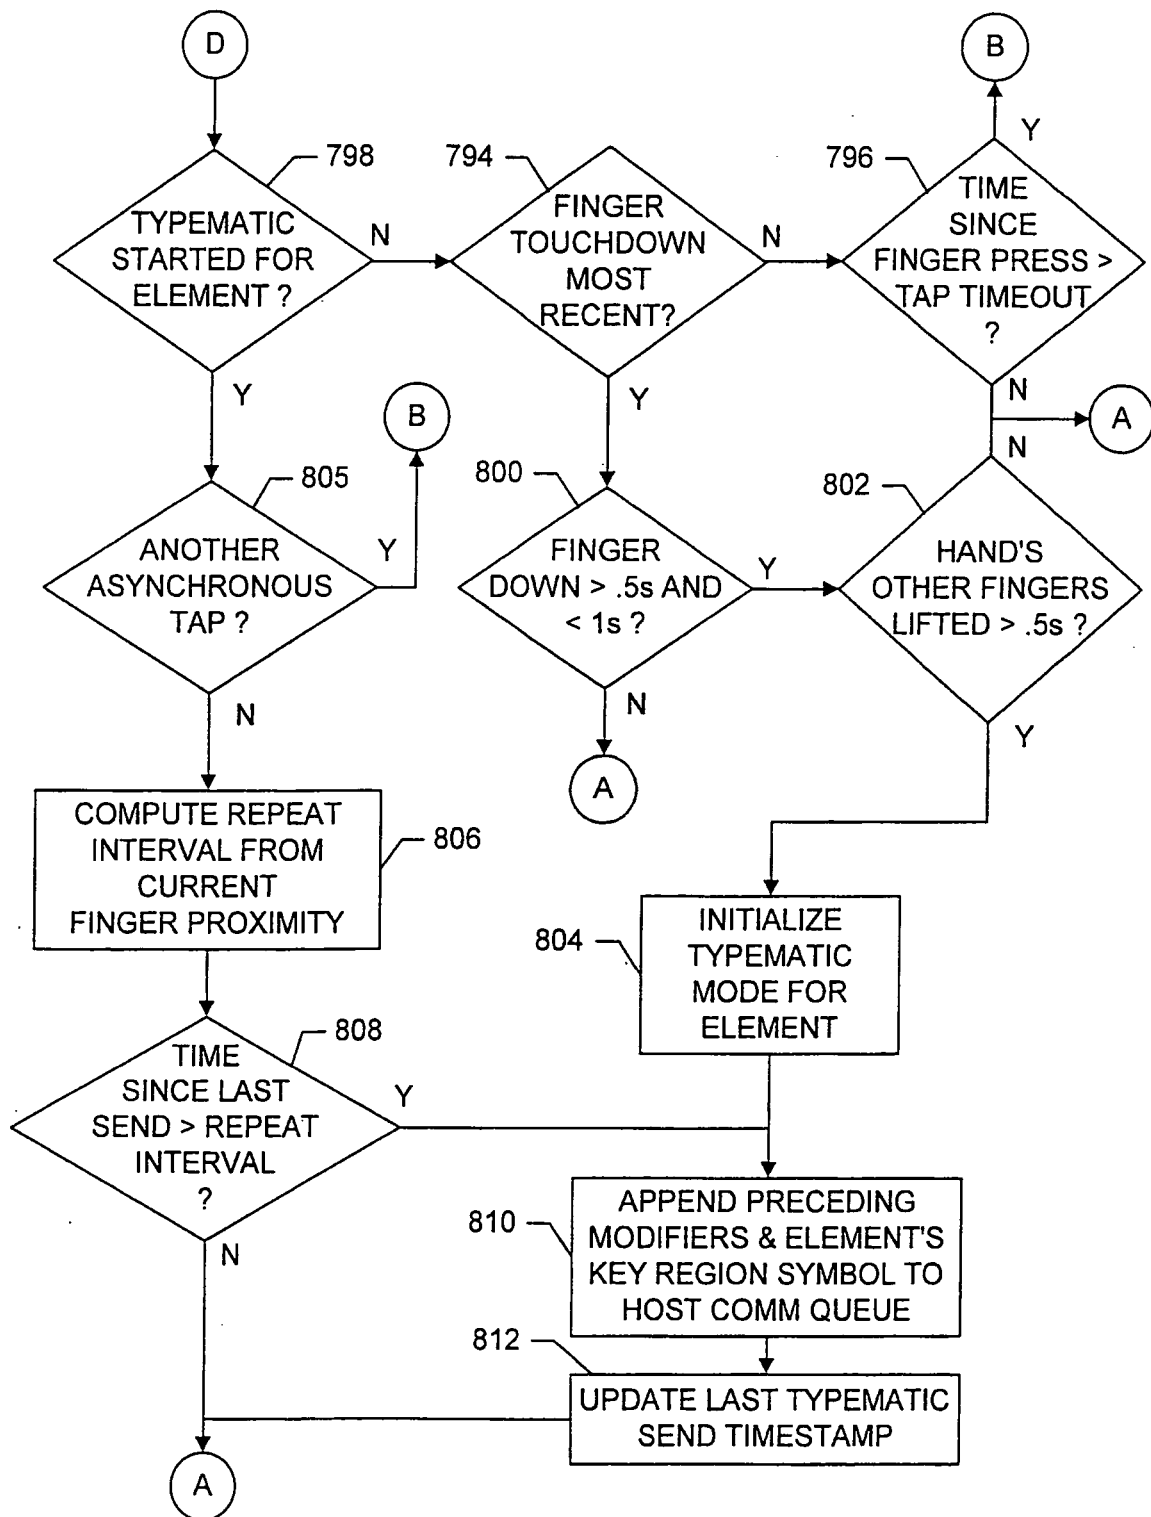 D
B
798
794
796
TYPEMATIC
STARTED FOR
ELEMENT ?
N
Y
FINGER
TOUCHDOWN
MOST
RECENT?
N
Y
TIME
SINCE
FINGER PRESS >
TAP TIMEOUT
?
Y
N
A
B
805
800
802
ANOTHER
ASYNCHRONOUS
TAP ?
Y
N
FINGER
DOWN > .5s AND
< 1s ?
Y
N
A
HAND'S
OTHER FINGERS
LIFTED > .5s ?
N
Y
COMPUTE REPEAT
INTERVAL FROM
CURRENT
FINGER PROXIMITY
806
804
INITIALIZE
TYPEMATIC
MODE FOR
ELEMENT
808
TIME
SINCE LAST
SEND > REPEAT
INTERVAL
?
Y
N
810
APPEND PRECEDING
MODIFIERS & ELEMENT'S
KEY REGION SYMBOL TO
HOST COMM QUEUE
812
UPDATE LAST TYPEMATIC
SEND TIMESTAMP
A